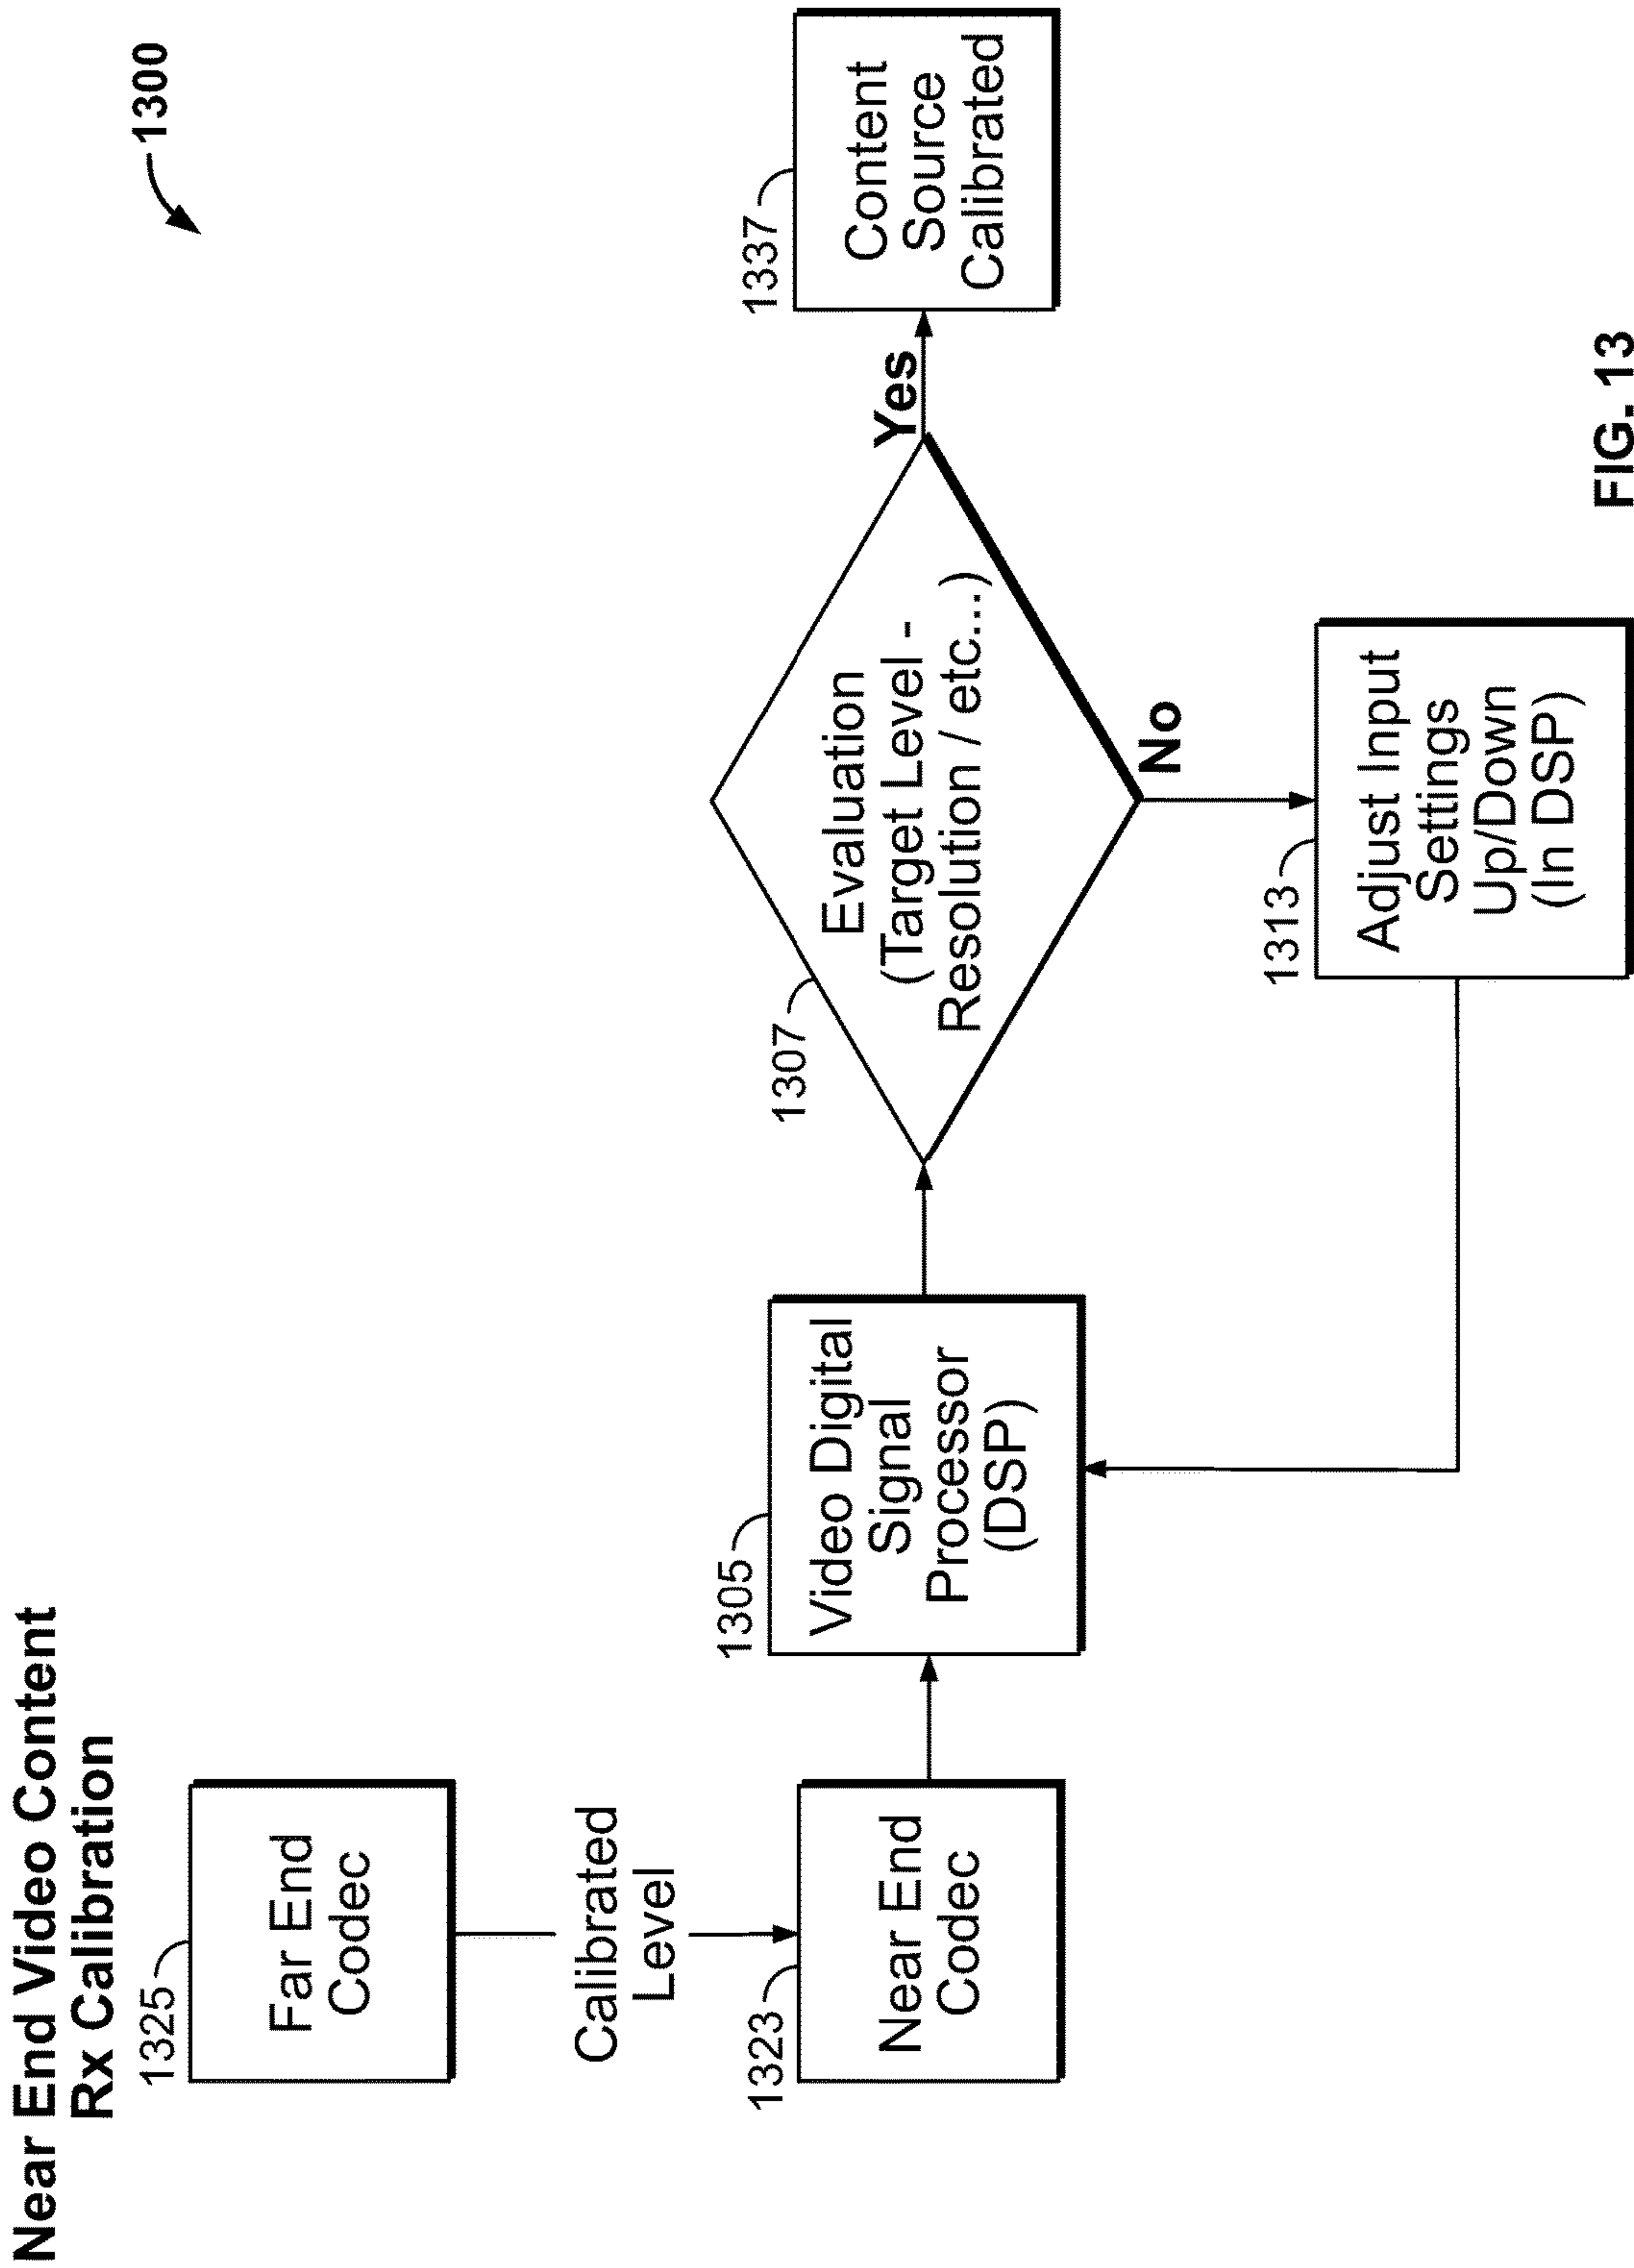 Near End Video Content
Rx Calibration
1300
1325
Far End
Codec
Calibrated
Level
1323
Near End
Codec
1305
Video Digital
Signal
Processor
(DSP)
1307
Evaluation
(Target Level -
Resolution / etc...)
Yes
1337
Content
Source
Calibrated
No
1313
Adjust Input
Settings
Up/Down
(In DSP)
FIG. 13